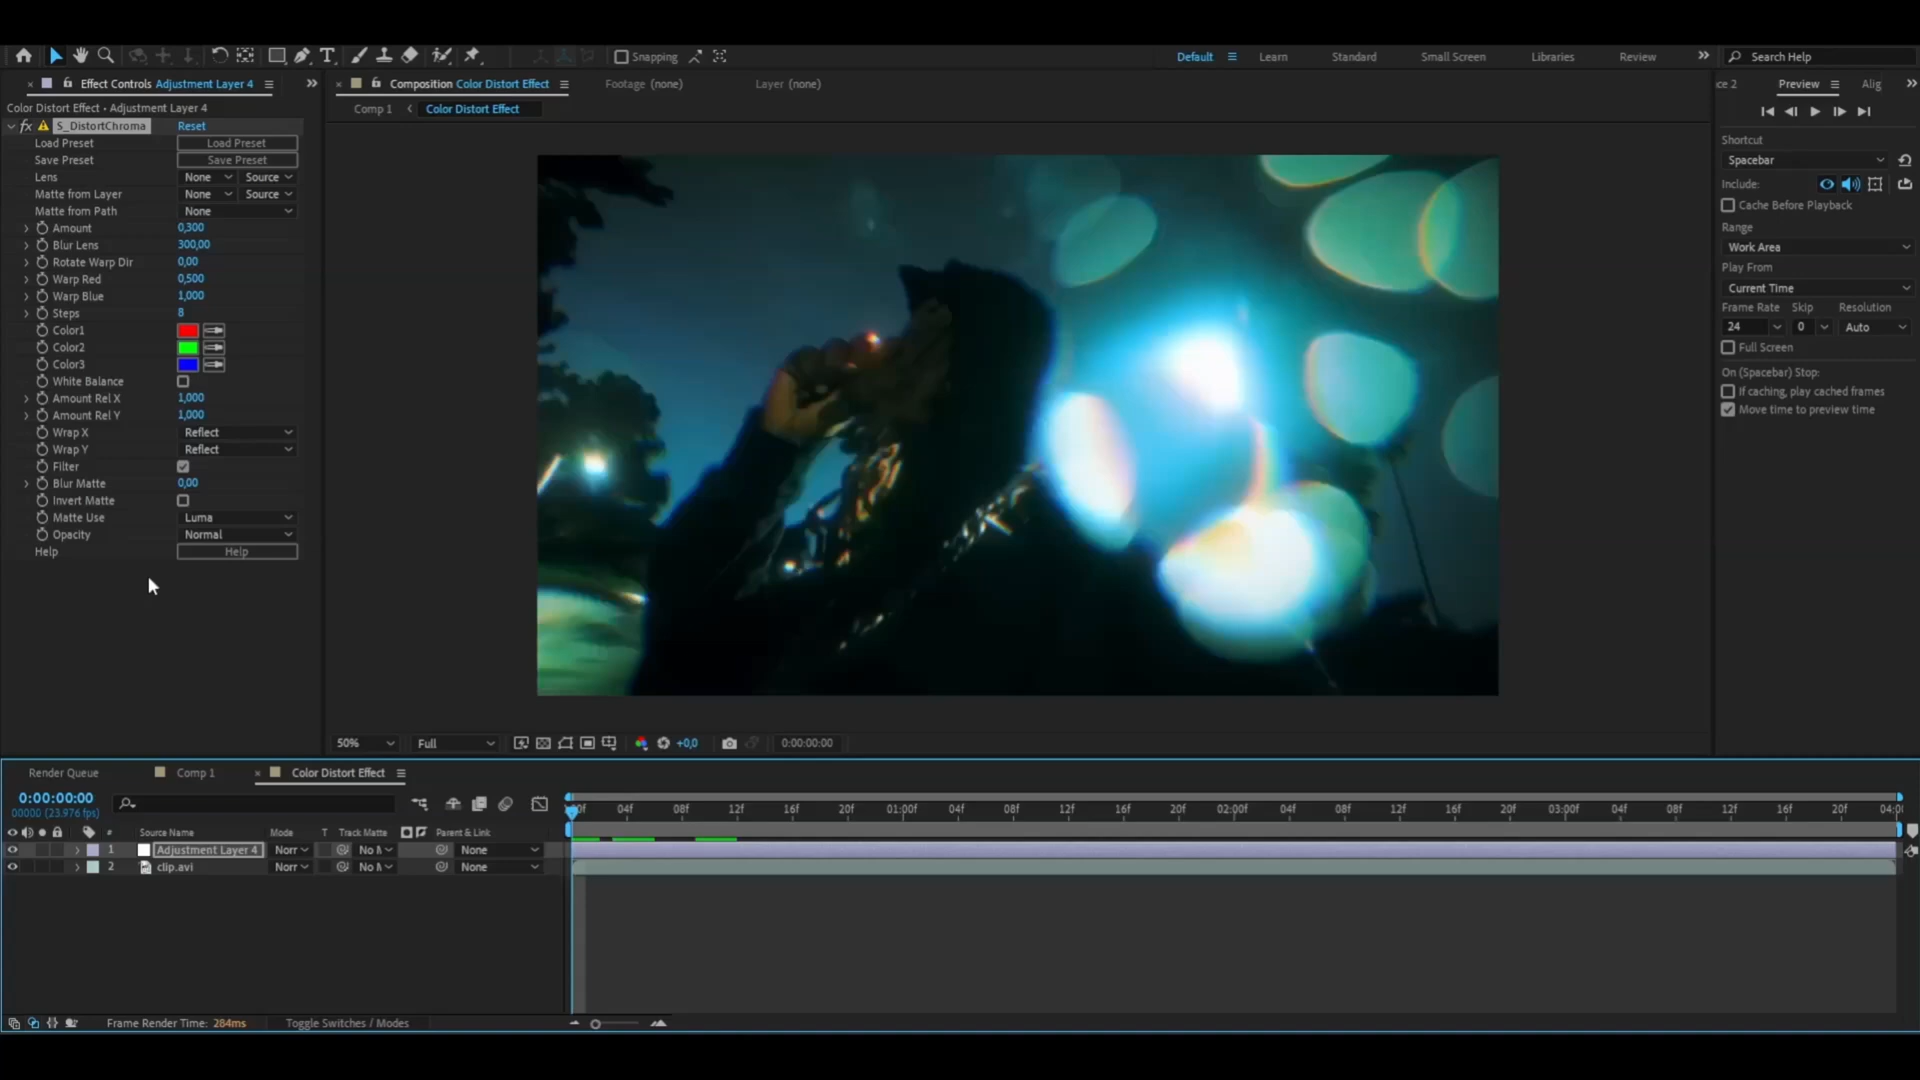 Snapping
Default
Learn
Standard
Small Screen
Libraries
Review
Search Help
Effect Controls Adjustment Layer 4
Composition Color Distort Effect
Footage (none)
Layer (none)
ce 2
Preview
Alig
Color Distort Effect • Adjustment Layer 4
Comp 1
Color Distort Effect
fx S_DistortChroma Reset
Load Preset Load Preset
Save Preset Save Preset
Lens None Source
Matte from Layer None Source
Matte from Path None
Amount 0,300
Blur Lens 300,00
Rotate Warp Dir 0,00
Warp Red 0,500
Warp Blue 1,000
Steps 8
Color1
Color2
Color3
White Balance
Amount Rel X 1,000
Amount Rel Y 1,000
Wrap X Reflect
Wrap Y Reflect
Filter
Blur Matte 0,00
Invert Matte
Matte Use Luma
Opacity Normal
Help Help
Shortcut
Spacebar
Include:
Cache Before Playback
Range
Work Area
Play From
Current Time
Frame Rate Skip Resolution
24 0 Auto
Full Screen
On (Spacebar) Stop:
If caching, play cached frames
Move time to preview time
50% Full +0,0 0:00:00:00
Render Queue
Comp 1
Color Distort Effect
0:00:00:00
00000 (23.976 fps)
04f 08f 12f 16f 20f 01:00f 04f 08f 12f 16f 20f 02:00f 04f 08f 12f 16f 20f 03:00f 04f 08f 12f 16f 20f 04:0
# Source Name Mode T Track Matte Parent & Link
1 Adjustment Layer 4 Norr No M None
2 clip.avi Norr No M None
Frame Render Time: 284ms
Toggle Switches / Modes